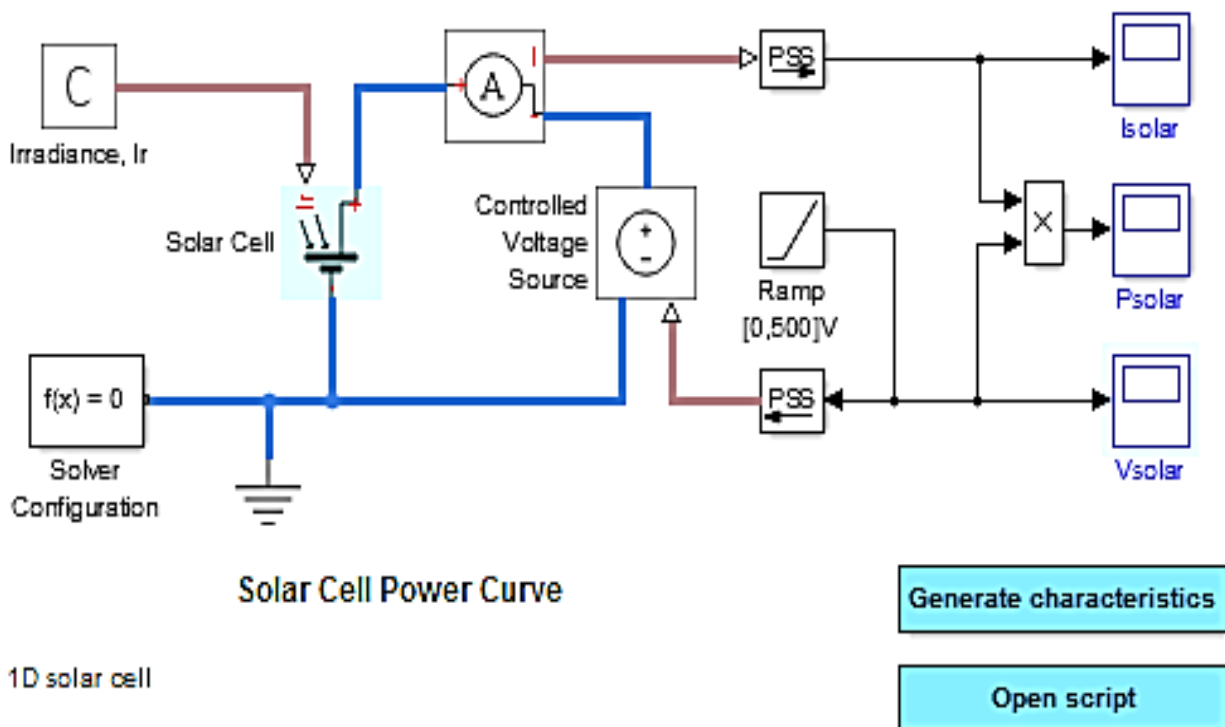 C
Irradiance, Ir
Ir
+
Solar Cell
+
A
I
-
Controlled
Voltage
Source
+
-
PSS
Ramp
[0,500]V
PSS
×
Isolar
Psolar
Vsolar
f(x) = 0
Solver
Configuration
Solar Cell Power Curve
Generate characteristics
1D solar cell
Open script